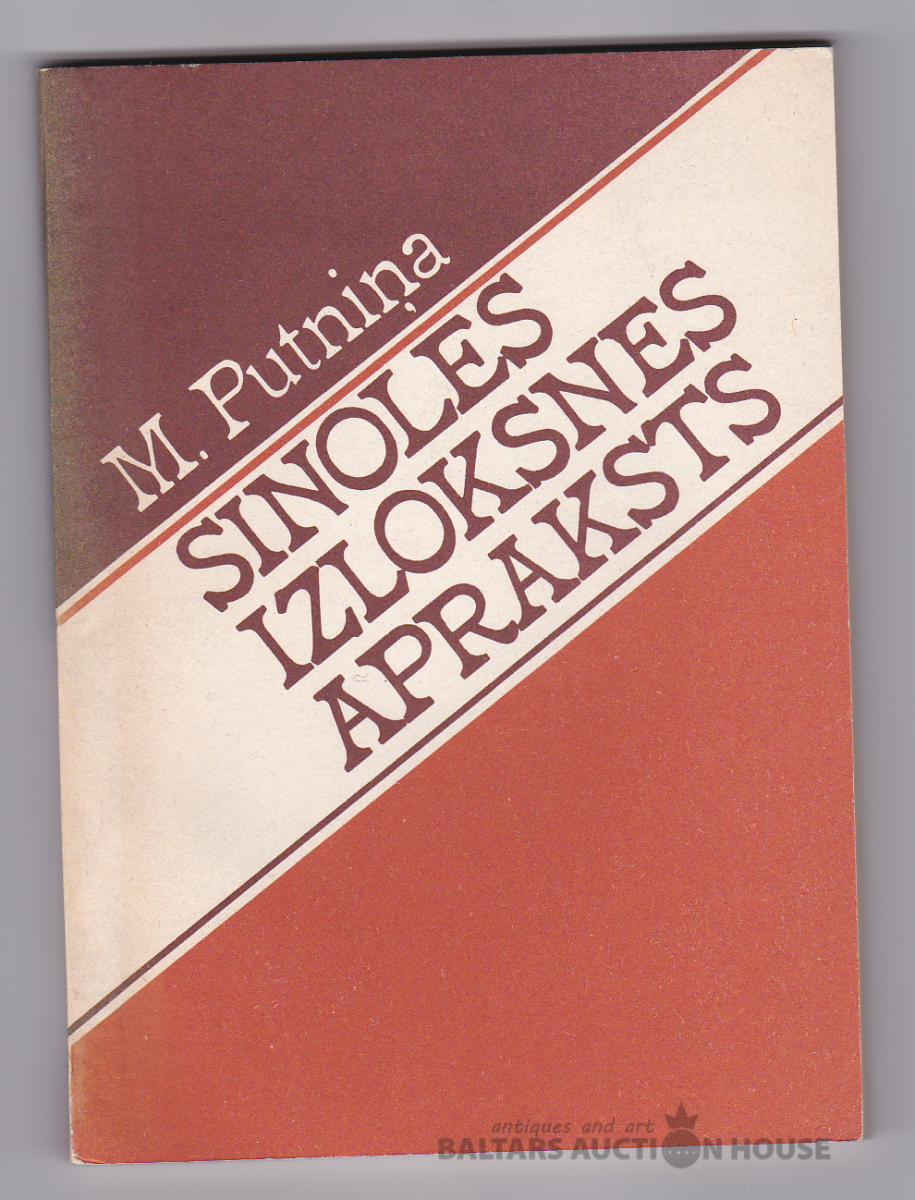 M. Putniņa
SINOLES
IZLOKSNES
APRAKSTS
antiques and art
BALTARS AUCTION HOUSE